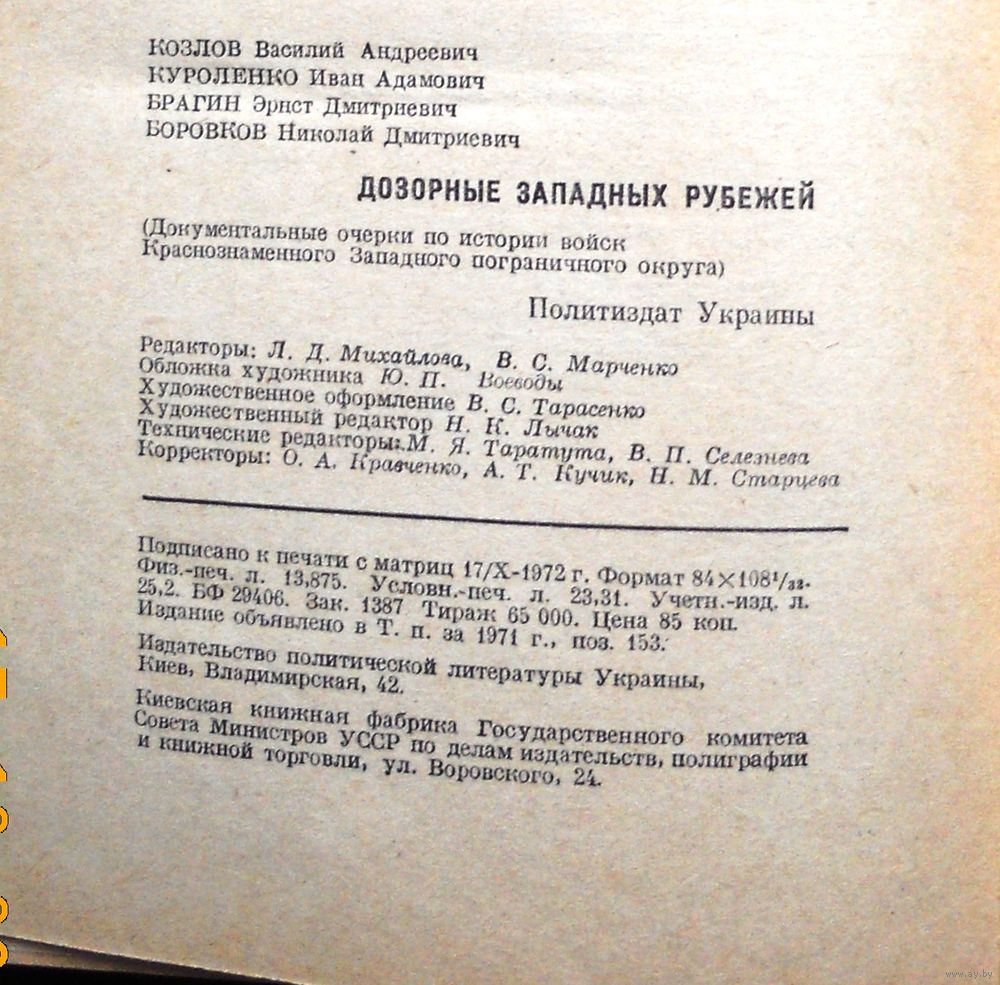 КОЗЛОВ Василий Андреевич
КУРОЛЕНКО Иван Адамович
БРАГИН Эрнст Дмитриевич
БОРОВКОВ Николай Дмитриевич
ДОЗОРНЫЕ ЗАПАДНЫХ РУБЕЖЕЙ
(Документальные очерки по истории войск
Краснознаменного Западного пограничного округа)
Политиздат Украины
Редакторы: Л. Д. Михайлова, В. С. Марченко
Обложка художника Ю. П. Воеводы
Художественное оформление В. С. Тарасенко
Художественный редактор Н. К. Лычак
Технические редакторы: М. Я. Таратута, В. П. Селезнева
Корректоры: О. А. Кравченко, А. Т. Кучик, Н. М. Старцева
Подписано к печати с матриц 17/X-1972 г. Формат 84×108¹/₃₂.
Физ.-печ. л. 13,875. Условн.-печ. л. 23,31. Учетн.-изд. л.
25,2. БФ 29406. Зак. 1387 Тираж 65 000. Цена 85 коп.
Издание объявлено в Т. п. за 1971 г., поз. 153.
Издательство политической литературы Украины,
Киев, Владимирская, 42.
Киевская книжная фабрика Государственного комитета
Совета Министров УССР по делам издательств, полиграфии
и книжной торговли, ул. Воровского, 24.
www.ay.by